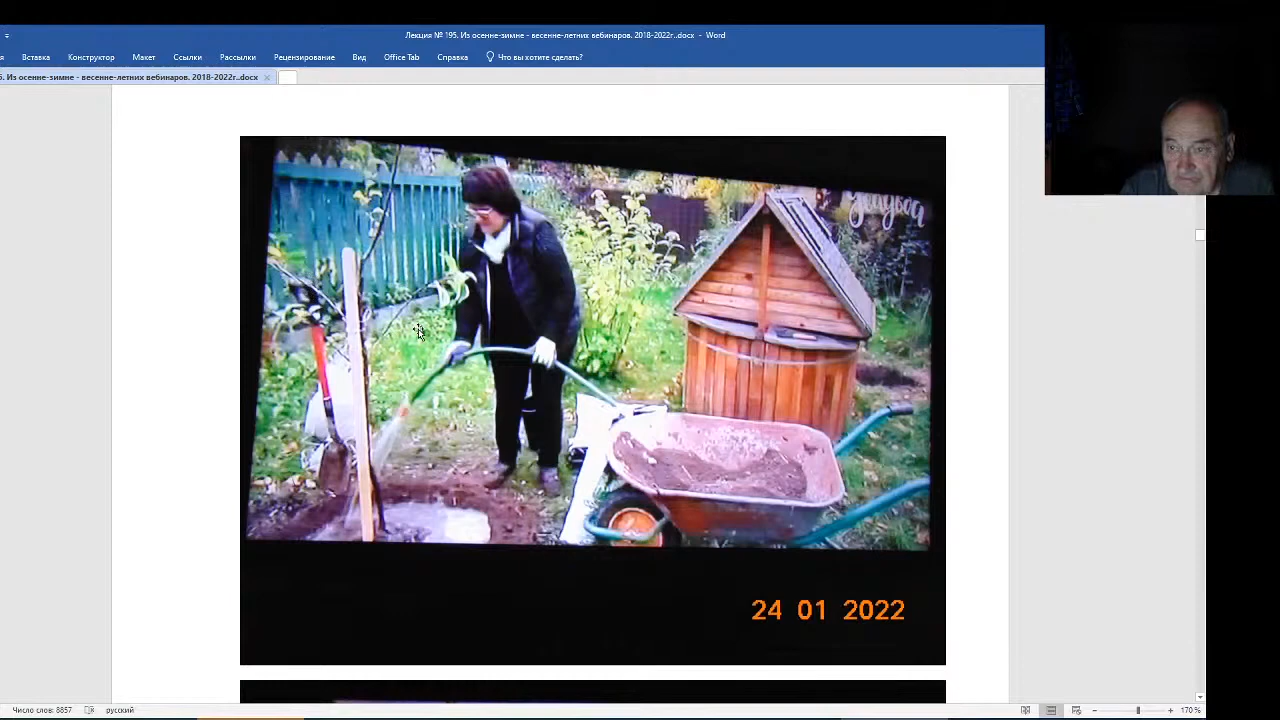 Лекция № 195. Из осенне-зимне - весенне-летних вебинаров. 2018-2022г..docx - Word
Вставка Конструктор Макет Ссылки Рассылки Рецензирование Вид Office Tab Справка Что вы хотите сделать?
5. Из осенне-зимне - весенне-летних вебинаров. 2018-2022г..docx
24 01 2022
Число слов: 8857 русский 170 %